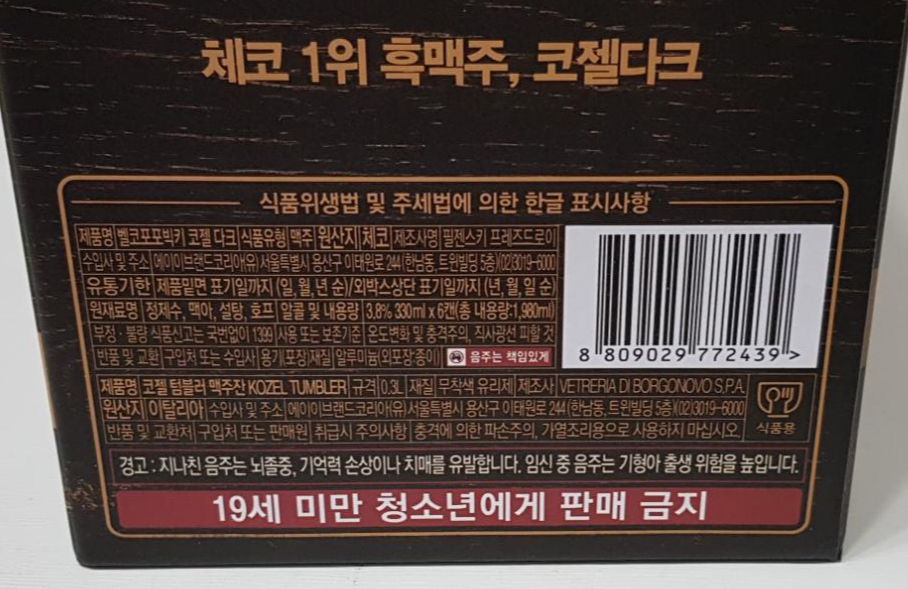 체코 1위 흑맥주, 코젤다크
식품위생법 및 주세법에 의한 한글 표시사항
제품명 벨코포포빅키 코젤 다크 식품유형 맥주 원산지 체코 제조사명 필젠스키 프레즈드로이
수입사 및 주소 에이이브랜드코리아(유) 서울특별시 용산구 이태원로 244 (한남동, 트윈빌딩 5층)(02)3019-6000
유통기한 제품밑면 표기일까지 (일, 월, 년 순)/외박스상단 표기일까지 (년, 월, 일 순)
원재료명 정제수, 맥아, 설탕, 호프 알콜 및 내용량 3.8% 330ml x 6캔(총 내용량:1,980ml)
부정·불량 식품신고는 국번없이 1399 사용 또는 보존기준 온도변화 및 충격주의, 직사광선 피할 것
반품 및 교환 구입처 또는 수입사 용기(포장)재질 알루미늄(외포장:종이) 음주는 책임있게
8 809029 772439 >
제품명 코젤 텀블러 맥주잔 KOZEL TUMBLER 규격 0.3L 재질 무착색 유리제 제조사 VETRERIA DI BORGONOVO S.P.A.
원산지 이탈리아 수입사 및 주소 에이이브랜드코리아(유) 서울특별시 용산구 이태원로 244 (한남동, 트윈빌딩 5층)(02)3019-6000
반품 및 교환처 구입처 또는 판매원 취급시 주의사항 충격에 의한 파손주의, 가열조리용으로 사용하지 마십시오.
식품용
경고 : 지나친 음주는 뇌졸중, 기억력 손상이나 치매를 유발합니다. 임신 중 음주는 기형아 출생 위험을 높입니다.
19세 미만 청소년에게 판매 금지